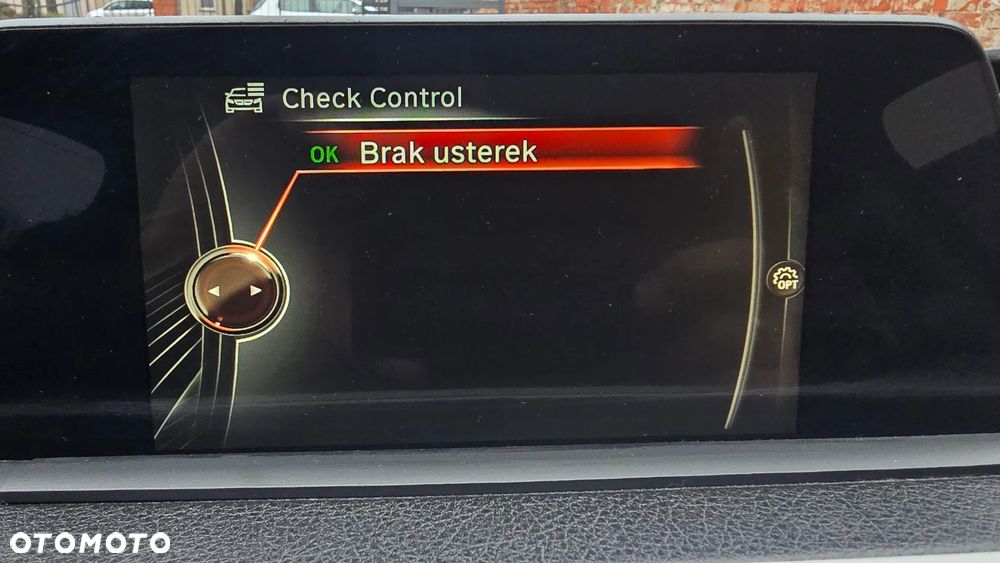 Check Control
OK Brak usterek
OPT
OTOMOTO